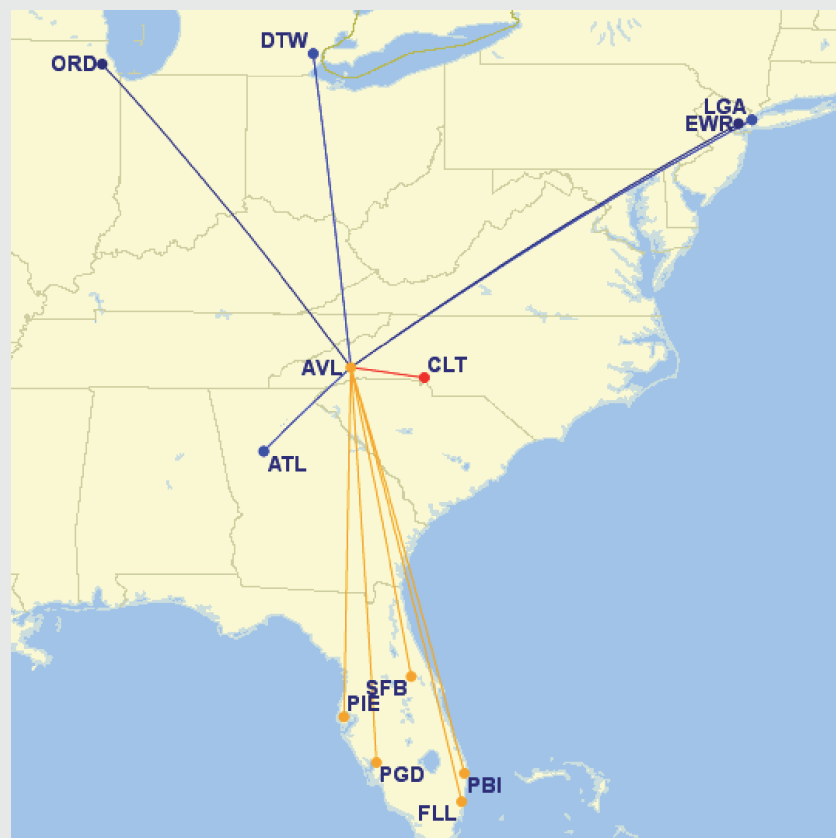 DTW
ORD
LGA
EWR
AVL
CLT
ATL
SFB
PIE
PGD
PBI
FLL